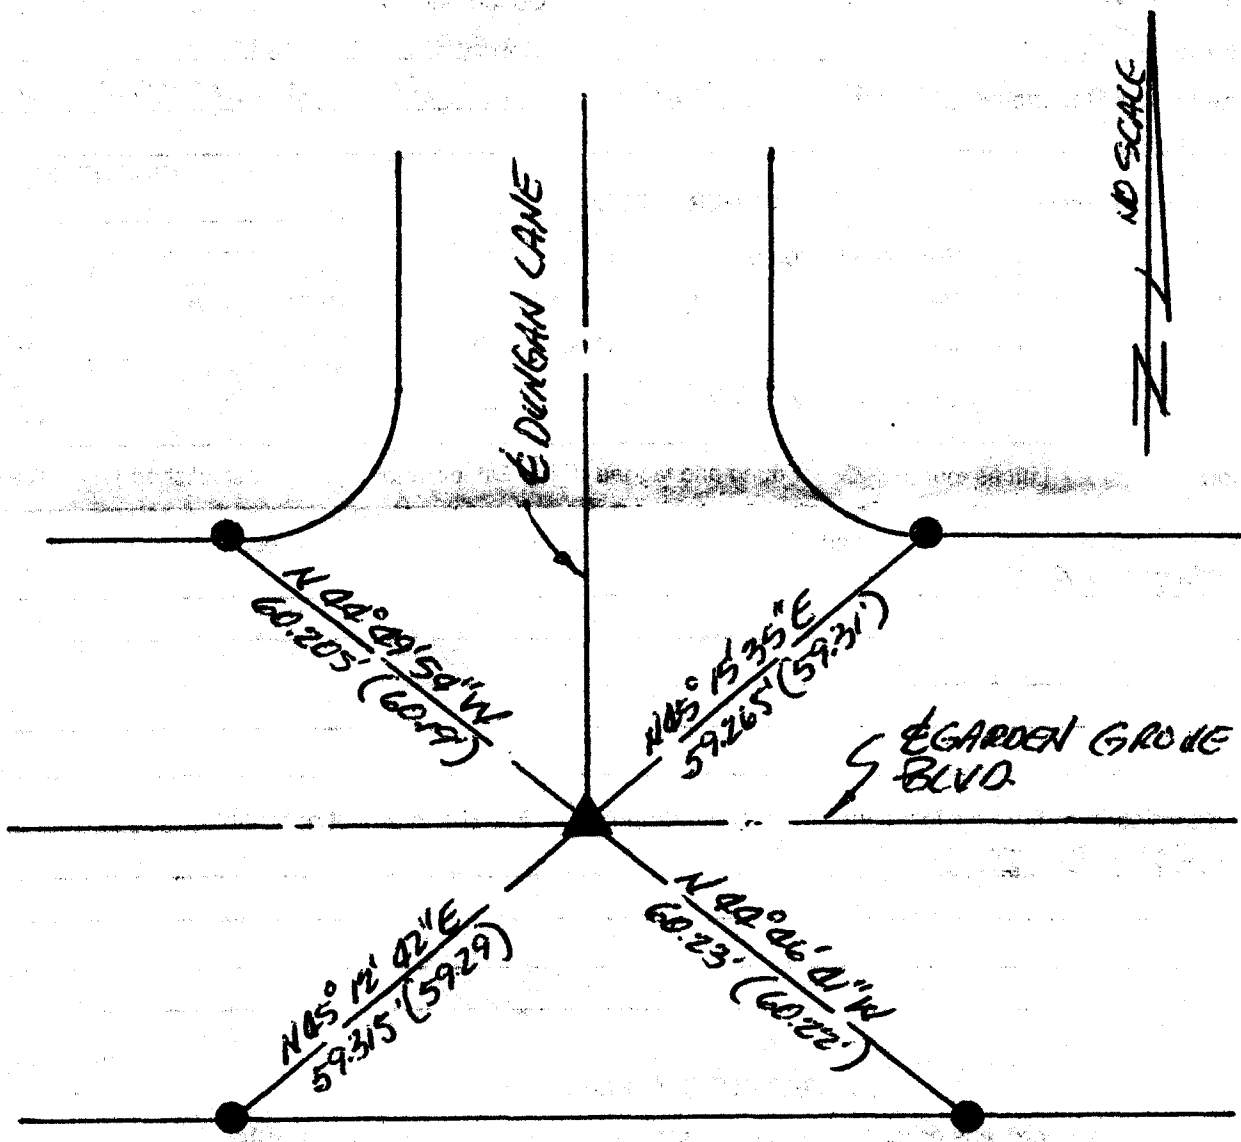 NO SCALE
N
℄ DUNGAN LANE
N 44° 49' 54" W
60.205' (60.19')
N 45° 15' 35" E
59.265' (59.31')
℄ GARDEN GROVE
BLVD.
N 45° 12' 42" E
59.315' (59.29)
N 44° 46' 41" W
60.23' (60.22')